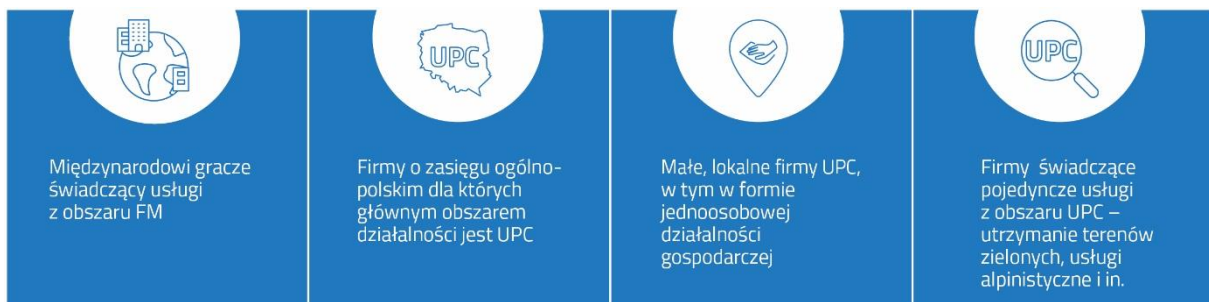 Międzynarodowi gracze
świadczący usługi
z obszaru FM
UPC
Firmy o zasięgu ogólno-
polskim dla których
głównym obszarem
działalności jest UPC
Małe, lokalne firmy UPC,
w tym w formie
jednoosobowej
działalności
gospodarczej
UPC
Firmy świadczące
pojedyncze usługi
z obszaru UPC –
utrzymanie terenów
zielonych, usługi
alpinistyczne i in.